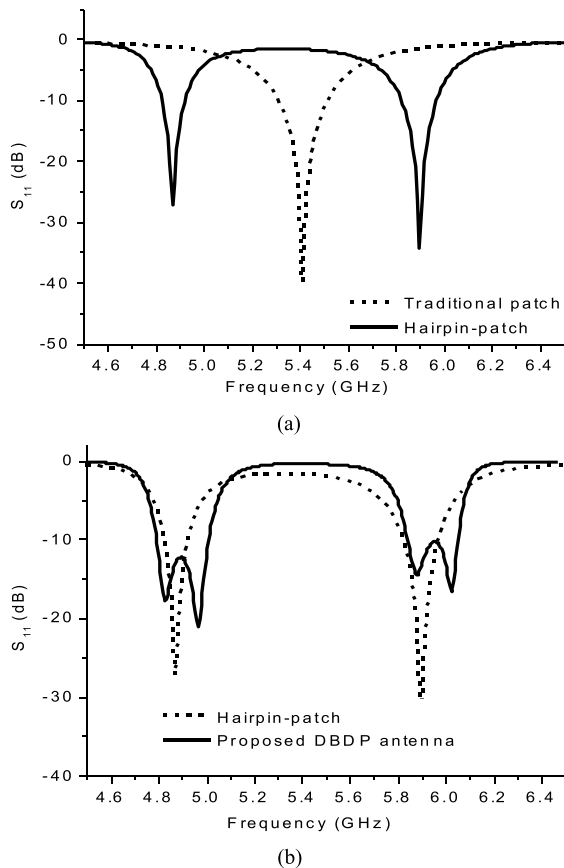 0
-10
-20
-30
-40
-50
S11 (dB)
Traditional patch
Hairpin-patch
4.6 4.8 5.0 5.2 5.4 5.6 5.8 6.0 6.2 6.4
Frequency (GHz)
(a)
0
-10
-20
-30
-40
S11 (dB)
Hairpin-patch
Proposed DBDP antenna
4.6 4.8 5.0 5.2 5.4 5.6 5.8 6.0 6.2 6.4
Frequency (GHz)
(b)